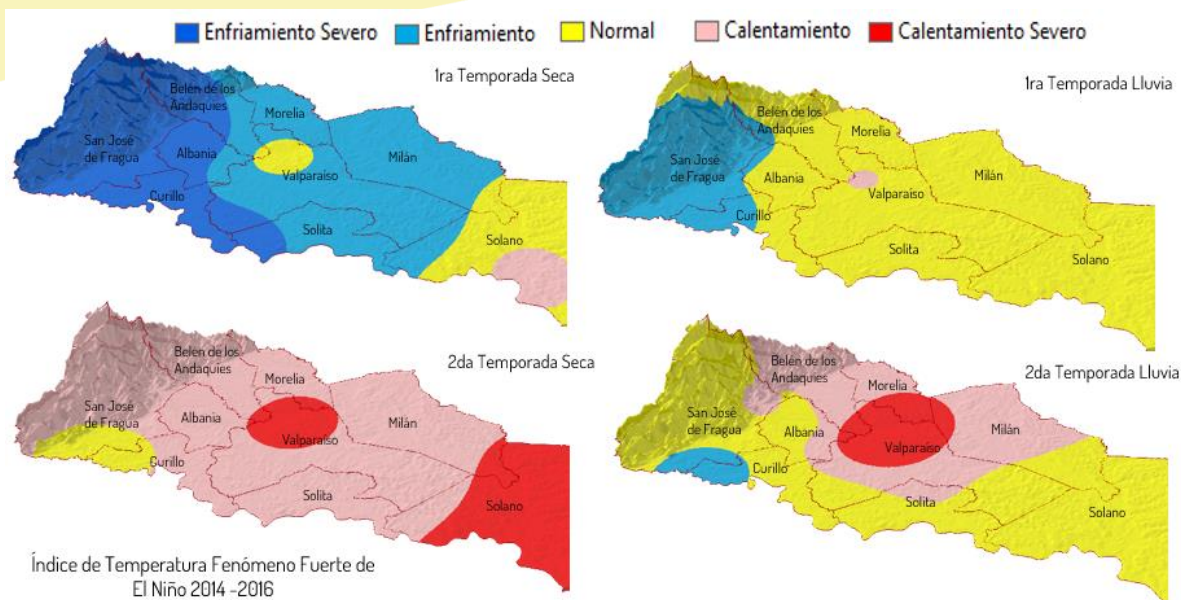 Enfriamiento Severo Enfriamiento Normal Calentamiento Calentamiento Severo
1ra Temporada Seca
Belén de los
Andaquies
Morelia
San José
de Fragua
Albania
Milán
Valparaíso
Curillo
Solita
Solano
1ra Temporada Lluvia
Belén de los
Andaquies
Morelia
San José
de Fragua
Albania
Milán
Valparaíso
Curillo
Solita
Solano
2da Temporada Seca
Belén de los
Andaquies
Morelia
San José
de Fragua
Albania
Milán
Valparaíso
Curillo
Solita
Solano
2da Temporada Lluvia
Belén de los
Andaquies
Morelia
San José
de Fragua
Albania
Milán
Valparaíso
Curillo
Solita
Solano
Índice de Temperatura Fenómeno Fuerte de
El Niño 2014 -2016